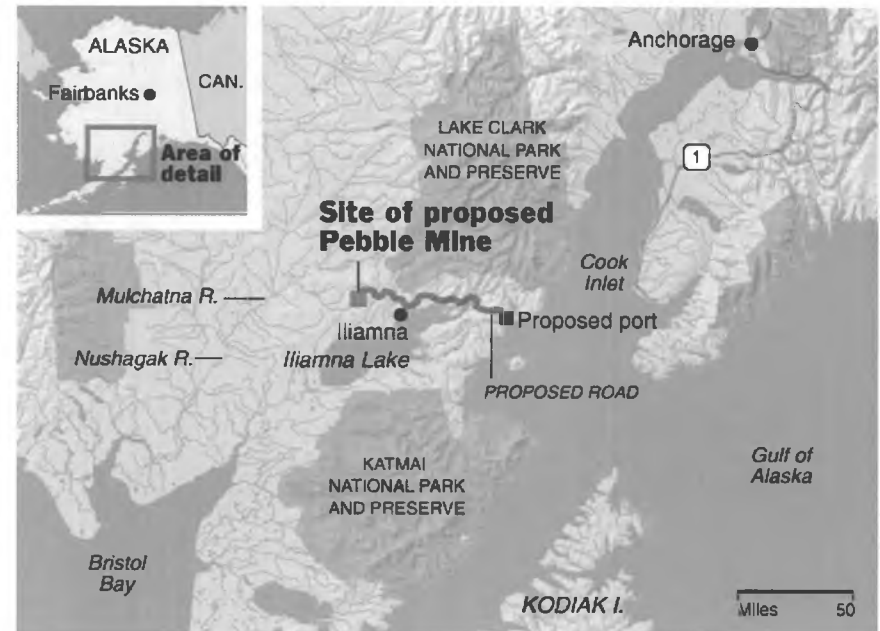 ALASKA
CAN.
Fairbanks
Area of
detail
Anchorage
LAKE CLARK
NATIONAL PARK
AND PRESERVE
1
Site of proposed
Pebble Mine
Cook
Inlet
Mulchatna R.
Iliamna
Proposed port
Nushagak R.
Iliamna Lake
PROPOSED ROAD
KATMAI
NATIONAL PARK
AND PRESERVE
Gulf of
Alaska
Bristol
Bay
KODIAK I.
Miles 50